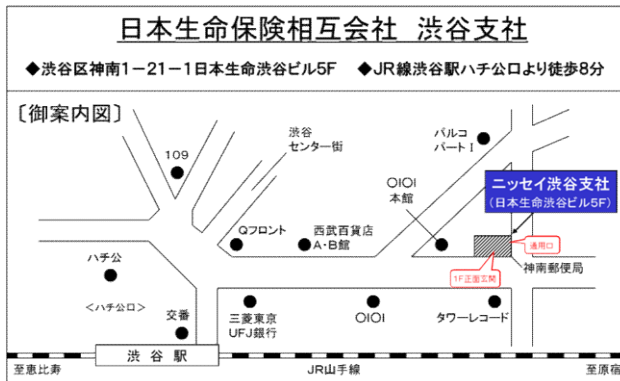 日本生命保険相互会社 渋谷支社
◆渋谷区神南1-21-1日本生命渋谷ビル5F ◆JR線渋谷駅ハチ公口より徒歩8分
〔御案内図〕
109
渋谷
センター街
パルコ
パートⅠ
OIOI
本館
ニッセイ渋谷支社
(日本生命渋谷ビル5F)
Qフロント
西武百貨店
A・B館
通用口
神南郵便局
1F正面玄関
ハチ公
<ハチ公口>
交番
三菱東京
UFJ銀行
OIOI
タワーレコード
渋谷駅
至恵比寿
JR山手線
至原宿